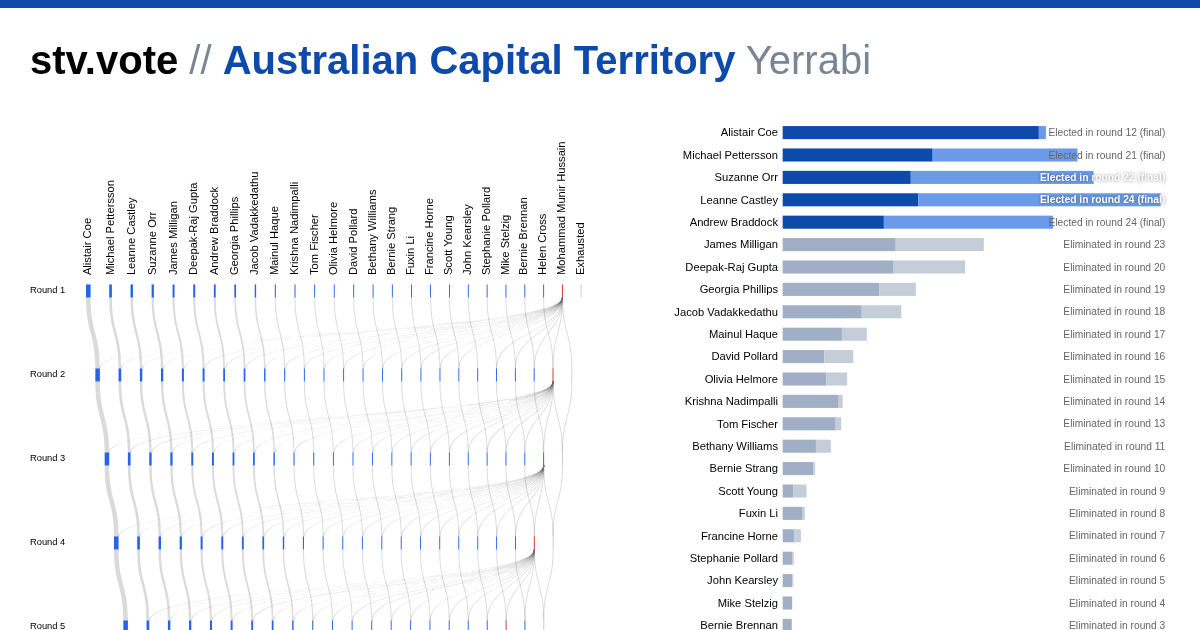 stv.vote // Australian Capital Territory Yerrabi
Alistair Coe
Michael Pettersson
Leanne Castley
Suzanne Orr
James Milligan
Deepak-Raj Gupta
Andrew Braddock
Georgia Phillips
Jacob Vadakkedathu
Mainul Haque
Krishna Nadimpalli
Tom Fischer
Olivia Helmore
David Pollard
Bethany Williams
Bernie Strang
Fuxin Li
Francine Horne
Scott Young
John Kearsley
Stephanie Pollard
Mike Stelzig
Bernie Brennan
Helen Cross
Mohammad Munir Hussain
Exhausted
Round 1
Round 2
Round 3
Round 4
Round 5
Alistair Coe Elected in round 12 (final)
Michael Pettersson Elected in round 21 (final)
Suzanne Orr Elected in round 22 (final)
Leanne Castley Elected in round 24 (final)
Andrew Braddock Elected in round 24 (final)
James Milligan Eliminated in round 23
Deepak-Raj Gupta Eliminated in round 20
Georgia Phillips Eliminated in round 19
Jacob Vadakkedathu Eliminated in round 18
Mainul Haque Eliminated in round 17
David Pollard Eliminated in round 16
Olivia Helmore Eliminated in round 15
Krishna Nadimpalli Eliminated in round 14
Tom Fischer Eliminated in round 13
Bethany Williams Eliminated in round 11
Bernie Strang Eliminated in round 10
Scott Young Eliminated in round 9
Fuxin Li Eliminated in round 8
Francine Horne Eliminated in round 7
Stephanie Pollard Eliminated in round 6
John Kearsley Eliminated in round 5
Mike Stelzig Eliminated in round 4
Bernie Brennan Eliminated in round 3